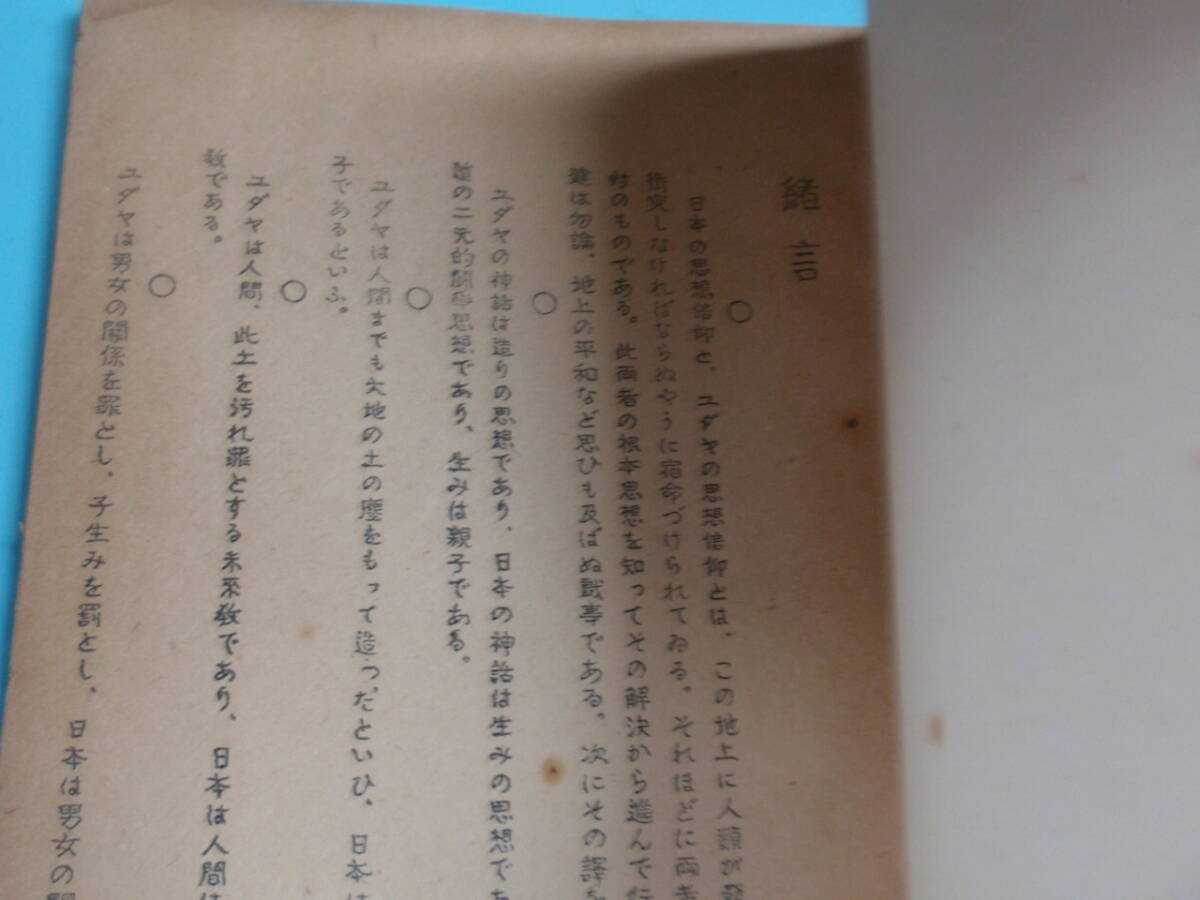 緒言
○
日本の思想信仰と、ユダヤの思想信仰とは、この地上に人類が発
衝突しなければならぬやうに宿命づけられてゐる。それほどに両者
対のものである。此両者の根本思想を知ってその解決から進んで行
建は勿論、地上の平和など思ひも及ばぬ戯事である。次にその譯を
○
ユダヤの神話は造りの思想であり、日本の神話は生みの思想であ
造の二元的闘争思想であり、生みは親子である。
○
ユダヤは人間までも大地の土の塵をもって造つたといひ、日本は
子であるといふ。
○
ユダヤは人間、此土を汚れ罪とする未來教であり、日本は人間は
教である。
○
ユダヤは男女の關係を罪とし、子生みを罰とし、日本は男女の關